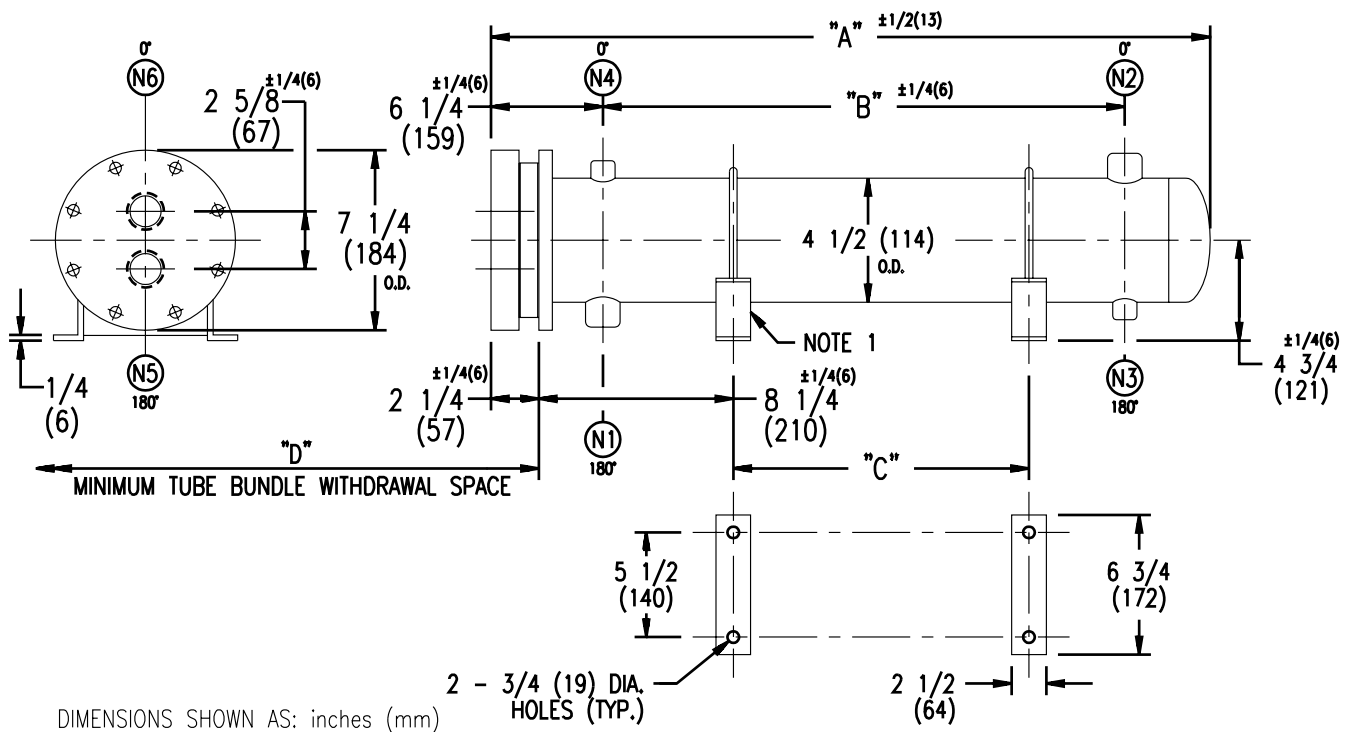 "A" ±1/2(13)
0°
N6
0°
N4
0°
N2
±1/4(6)
2 5/8
(67)
±1/4(6)
6 1/4
(159)
"B" ±1/4(6)
7 1/4
(184)
O.D.
4 1/2 (114)
O.D.
NOTE 1
1/4
(6)
N5
180°
±1/4(6)
2 1/4
(57)
±1/4(6)
8 1/4
(210)
±1/4(6)
4 3/4
(121)
N3
180°
N1
180°
"D"
MINIMUM TUBE BUNDLE WITHDRAWAL SPACE
"C"
5 1/2
(140)
6 3/4
(172)
2 - 3/4 (19) DIA.
HOLES (TYP.)
2 1/2
(64)
DIMENSIONS SHOWN AS: inches (mm)